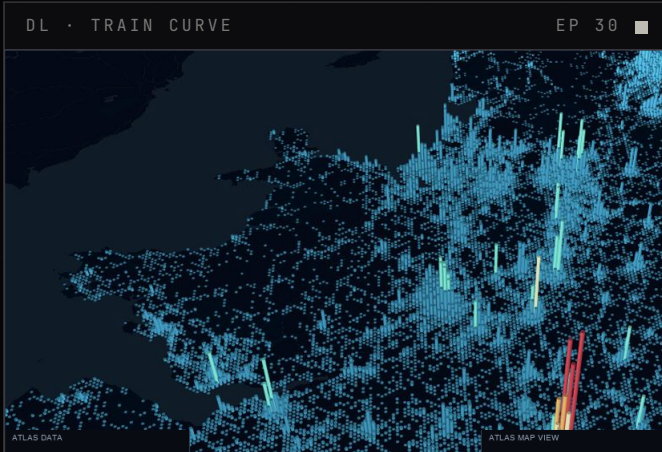 DL · TRAIN CURVE
EP 30
ATLAS DATA
ATLAS MAP VIEW